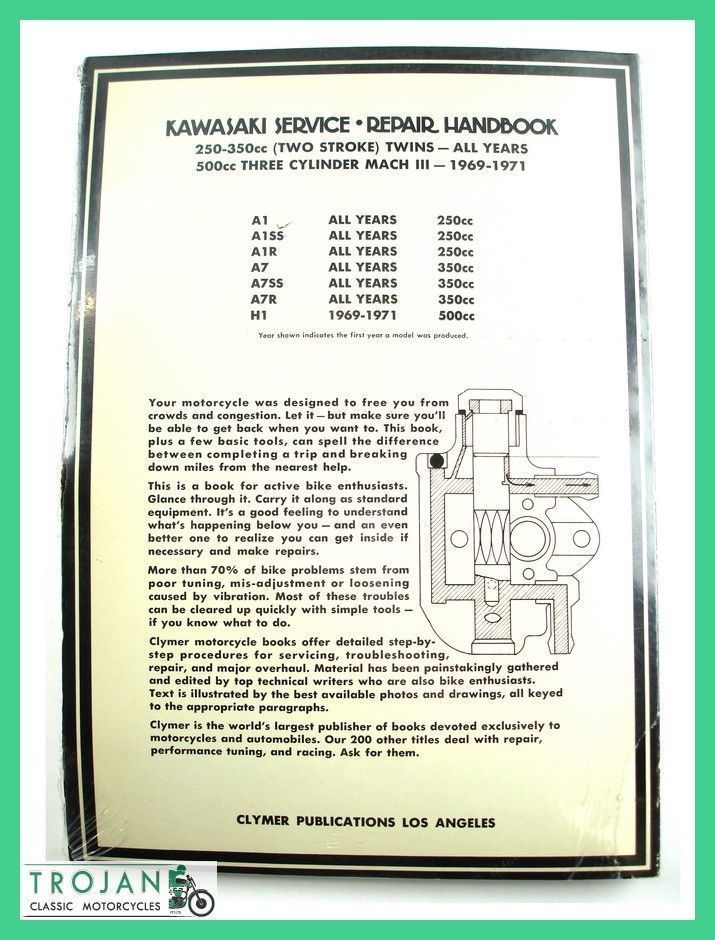 KAWASAKI SERVICE • REPAIR HANDBOOK
250-350cc (TWO STROKE) TWINS — ALL YEARS
500cc THREE CYLINDER MACH III — 1969-1971
A1 ALL YEARS 250cc
A1SS ALL YEARS 250cc
A1R ALL YEARS 250cc
A7 ALL YEARS 350cc
A7SS ALL YEARS 350cc
A7R ALL YEARS 350cc
H1 1969-1971 500cc
Year shown indicates the first year a model was produced.
Your motorcycle was designed to free you from
crowds and congestion. Let it — but make sure you'll
be able to get back when you want to. This book,
plus a few basic tools, can spell the difference
between completing a trip and breaking
down miles from the nearest help.
This is a book for active bike enthusiasts.
Glance through it. Carry it along as standard
equipment. It's a good feeling to understand
what's happening below you — and an even
better one to realize you can get inside if
necessary and make repairs.
More than 70% of bike problems stem from
poor tuning, mis-adjustment or loosening
caused by vibration. Most of these troubles
can be cleared up quickly with simple tools —
if you know what to do.
Clymer motorcycle books offer detailed step-by-
step procedures for servicing, troubleshooting,
repair, and major overhaul. Material has been painstakingly gathered
and edited by top technical writers who are also bike enthusiasts.
Text is illustrated by the best available photos and drawings, all keyed
to the appropriate paragraphs.
Clymer is the world's largest publisher of books devoted exclusively to
motorcycles and automobiles. Our 200 other titles deal with repair,
performance tuning, and racing. Ask for them.
CLYMER PUBLICATIONS LOS ANGELES
TROJAN
CLASSIC MOTORCYCLES